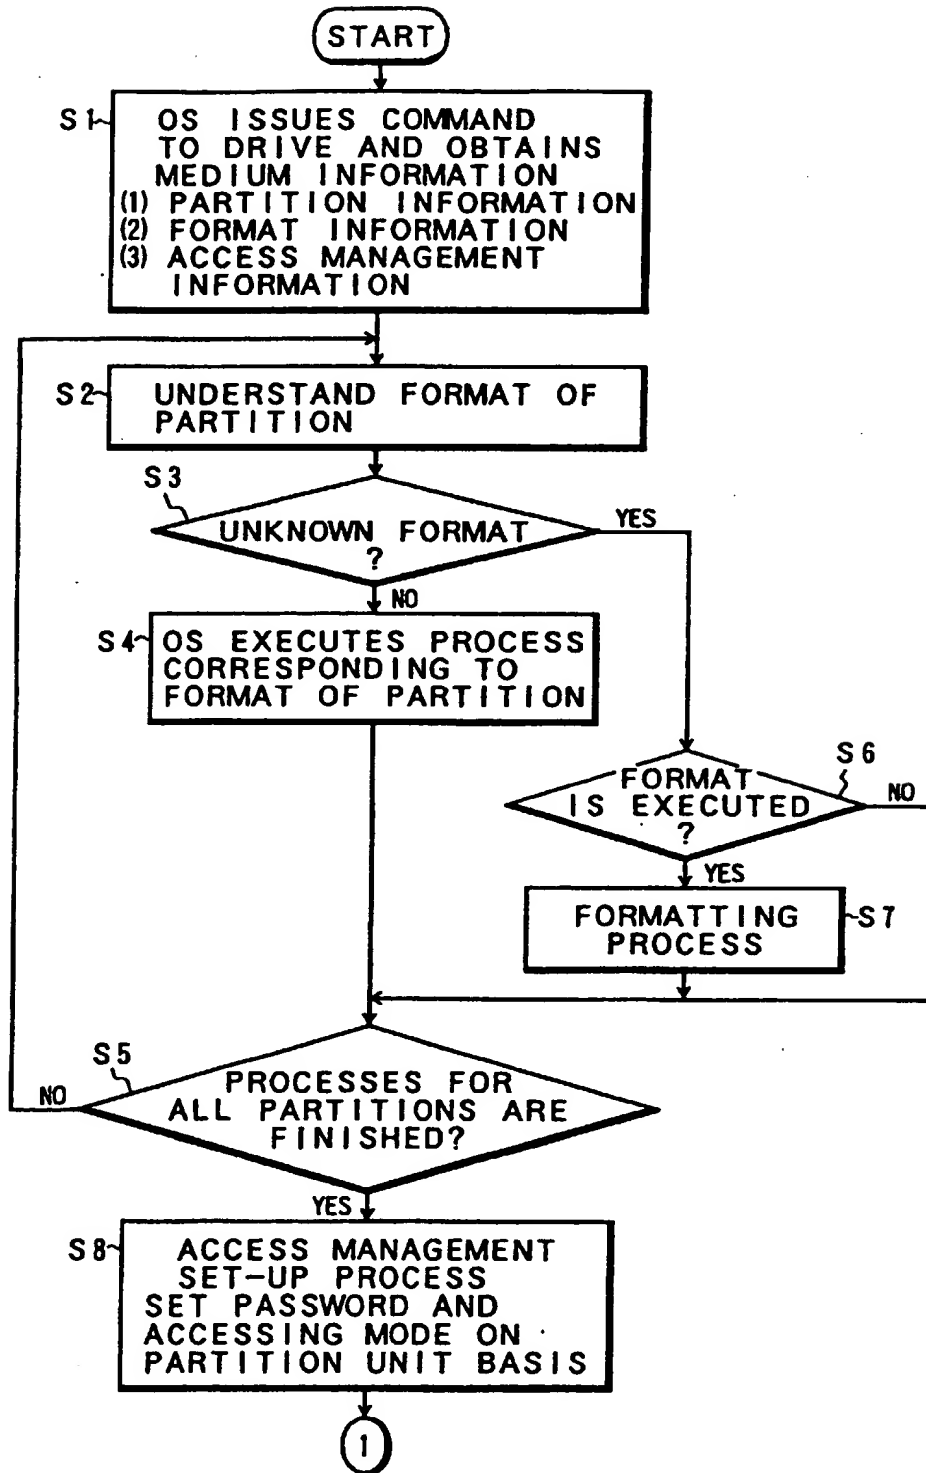 START
S1
OS ISSUES COMMAND
TO DRIVE AND OBTAINS
MEDIUM INFORMATION
(1) PARTITION INFORMATION
(2) FORMAT INFORMATION
(3) ACCESS MANAGEMENT
INFORMATION
S2
UNDERSTAND FORMAT OF
PARTITION
S3
UNKNOWN FORMAT
?
YES
NO
S4
OS EXECUTES PROCESS
CORRESPONDING TO
FORMAT OF PARTITION
S6
FORMAT
IS EXECUTED
?
NO
YES
FORMATTING
PROCESS
S7
S5
PROCESSES FOR
ALL PARTITIONS ARE
FINISHED?
NO
YES
S8
ACCESS MANAGEMENT
SET-UP PROCESS
SET PASSWORD AND
ACCESSING MODE ON
PARTITION UNIT BASIS
1